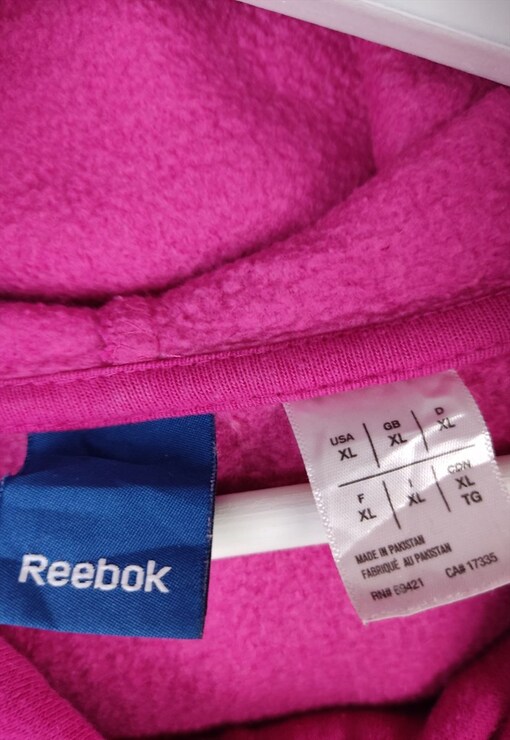 Reebok
USA GB D
XL XL XL
F I CDN
XL XL XL
TG
MADE IN PAKISTAN
FABRIQUÉ AU PAKISTAN
RN# 69421 CA# 17335